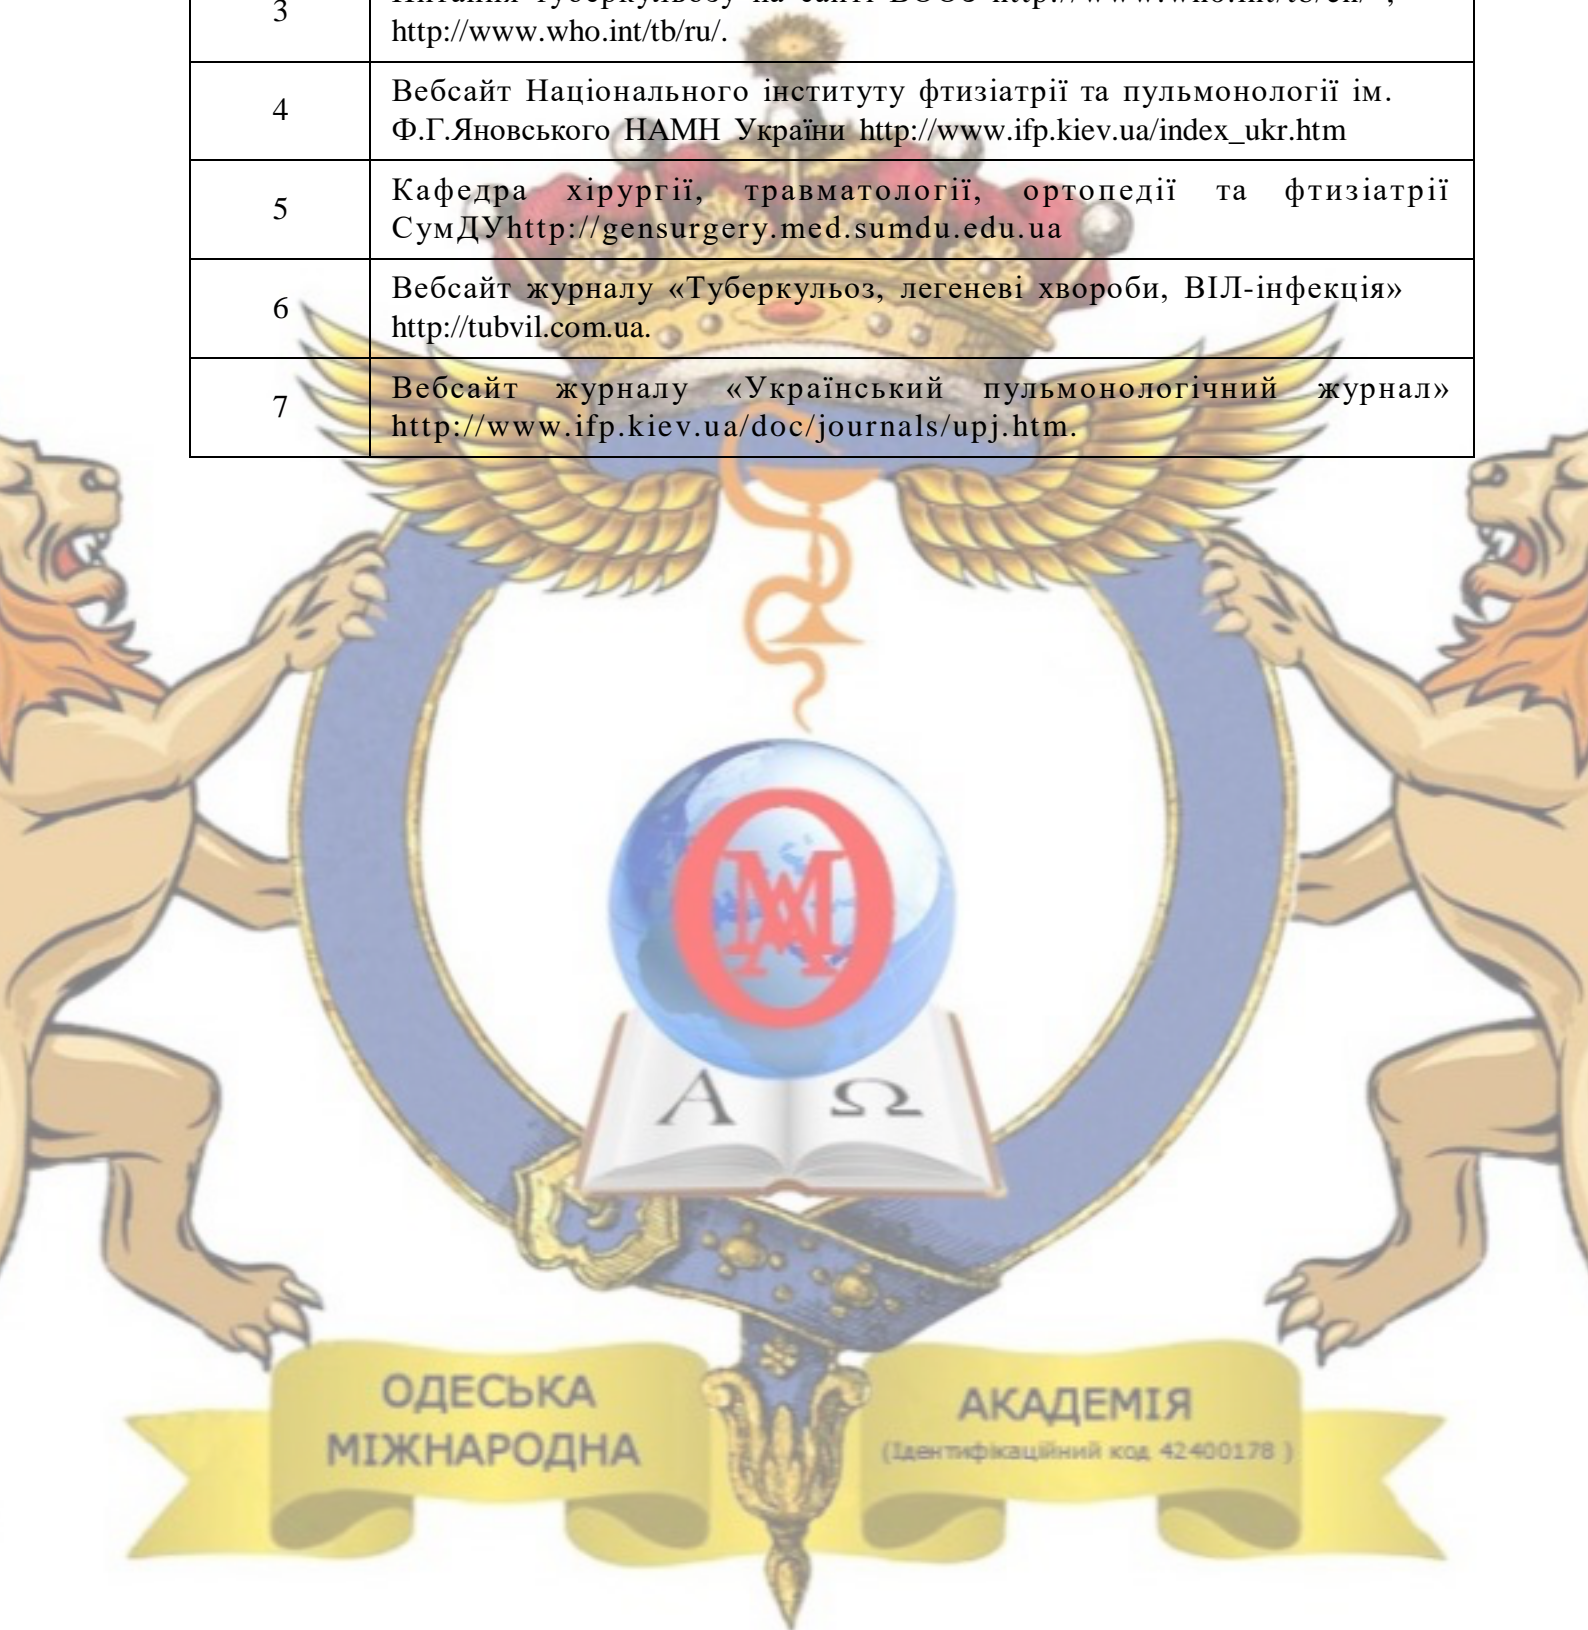 3
http://www.who.int/tb/ru/.
4
Вебсайт Національного інституту фтизіатрії та пульмонології ім.
Ф.Г.Яновського НАМН України http://www.ifp.kiev.ua/index_ukr.htm
5
Кафедра хірургії, травматології, ортопедії та фтизіатрії
СумДУhttp://gensurgery.med.sumdu.edu.ua
6
Вебсайт журналу «Туберкульоз, легеневі хвороби, ВІЛ-інфекція»
http://tubvil.com.ua.
7
Вебсайт журналу «Український пульмонологічний журнал»
http://www.ifp.kiev.ua/doc/journals/upj.htm.
ОМА
Α Ω
ОДЕСЬКА
МІЖНАРОДНА
АКАДЕМІЯ
(Ідентифікаційний код 42400178 )